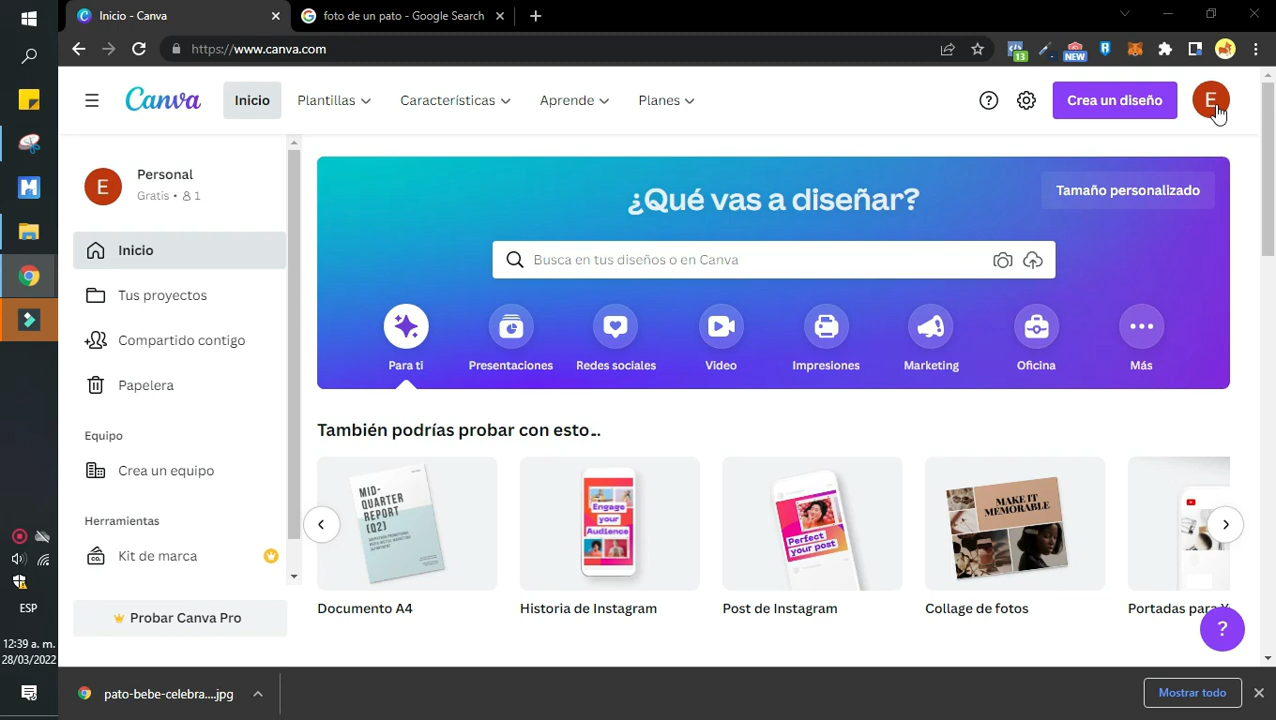 Inicio - Canva
foto de un pato - Google Search
https://www.canva.com
13
NEW
Canva
Inicio
Plantillas
Características
Aprende
Planes
Crea un diseño
E
E
Personal
Gratis • 1
Inicio
Tus proyectos
Compartido contigo
Papelera
Equipo
Crea un equipo
Herramientas
Kit de marca
Probar Canva Pro
¿Qué vas a diseñar?
Tamaño personalizado
Busca en tus diseños o en Canva
Para ti
Presentaciones
Redes sociales
Video
Impresiones
Marketing
Oficina
Más
También podrías probar con esto...
MID-
QUARTER
REPORT
(Q2)
Engage
your
Audience
Perfect
your post
MAKE IT
MEMORABLE
Documento A4
Historia de Instagram
Post de Instagram
Collage de fotos
Portadas para Y
?
ESP
12:39 a. m.
28/03/2022
pato-bebe-celebra....jpg
Mostrar todo